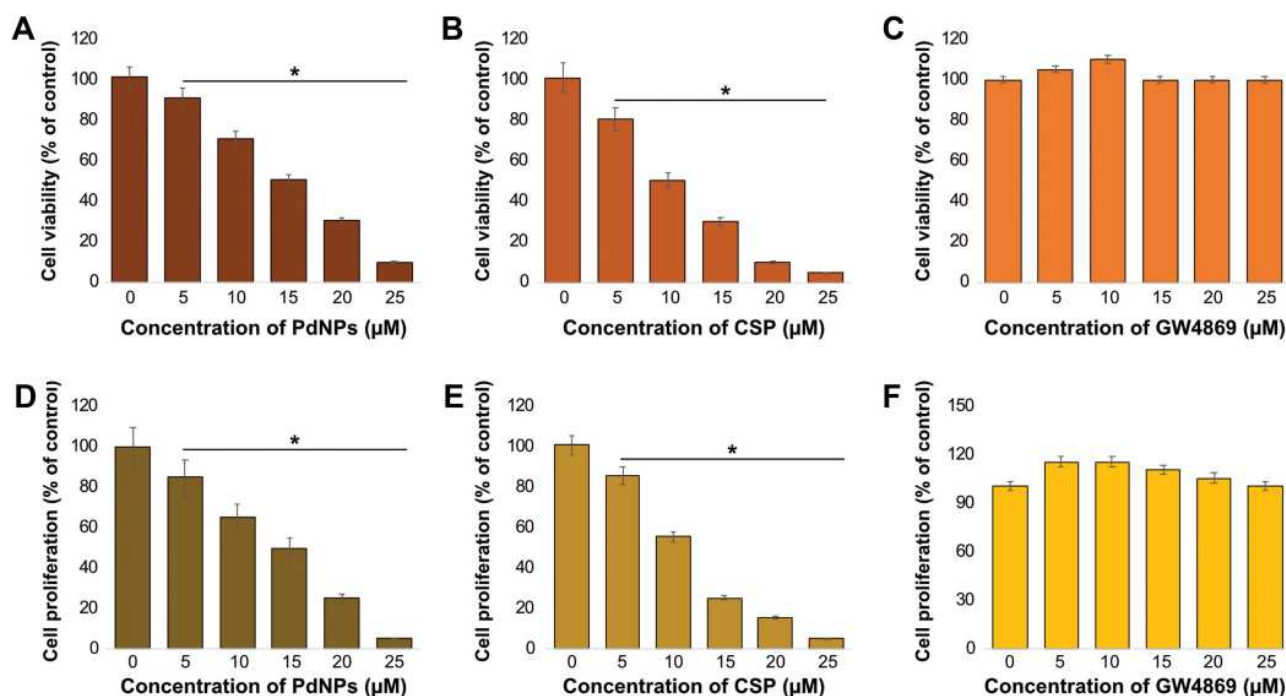 A
Cell viability (% of control)
120
100
80
60
40
20
0
*
0 5 10 15 20 25
Concentration of PdNPs (µM)
B
Cell viability (% of control)
120
100
80
60
40
20
0
*
0 5 10 15 20 25
Concentration of CSP (µM)
C
Cell viability (% of control)
120
100
80
60
40
20
0
0 5 10 15 20 25
Concentration of GW4869 (µM)
D
Cell proliferation (% of control)
120
100
80
60
40
20
0
*
0 5 10 15 20 25
Concentration of PdNPs (µM)
E
Cell proliferation (% of control)
120
100
80
60
40
20
0
*
0 5 10 15 20 25
Concentration of CSP (µM)
F
Cell proliferation (% of control)
150
120
90
60
30
0
0 5 10 15 20 25
Concentration of GW4869 (µM)